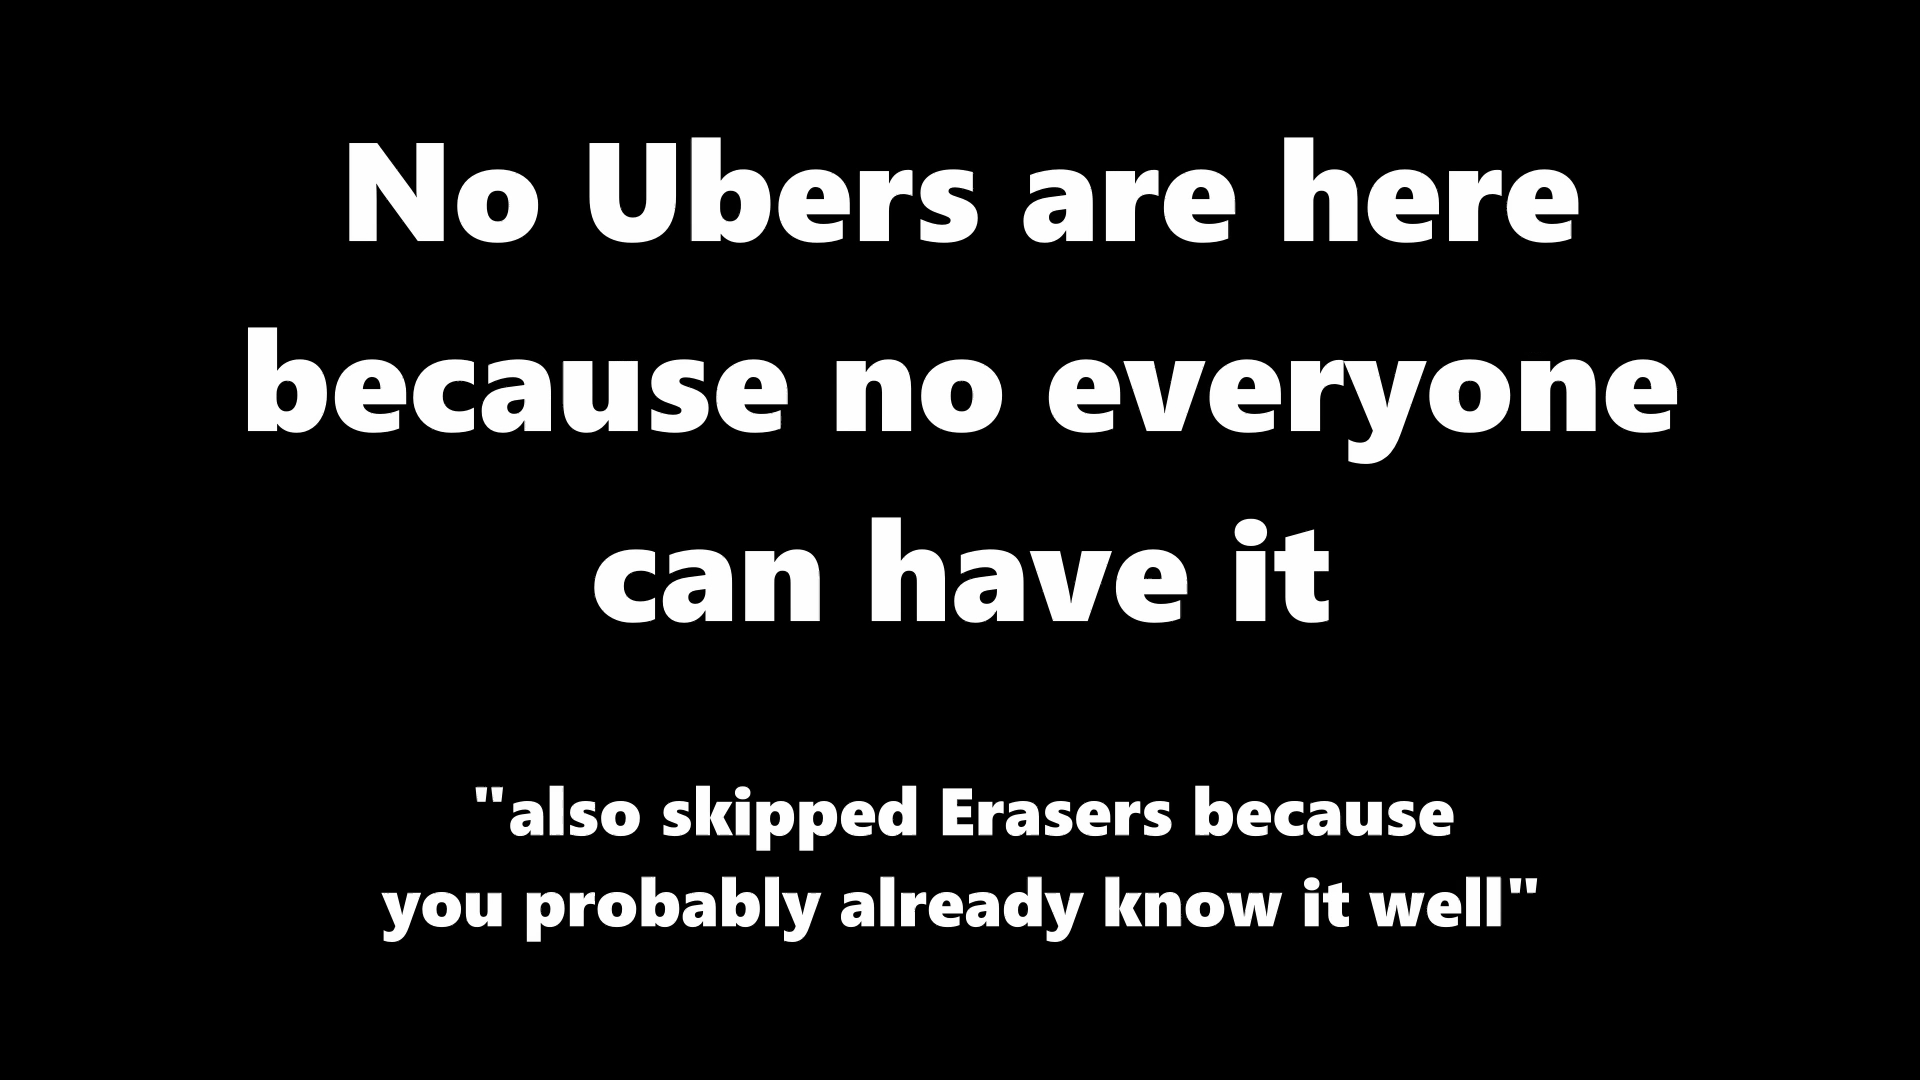 No Ubers are here
because no everyone
can have it
"also skipped Erasers because
you probably already know it well"